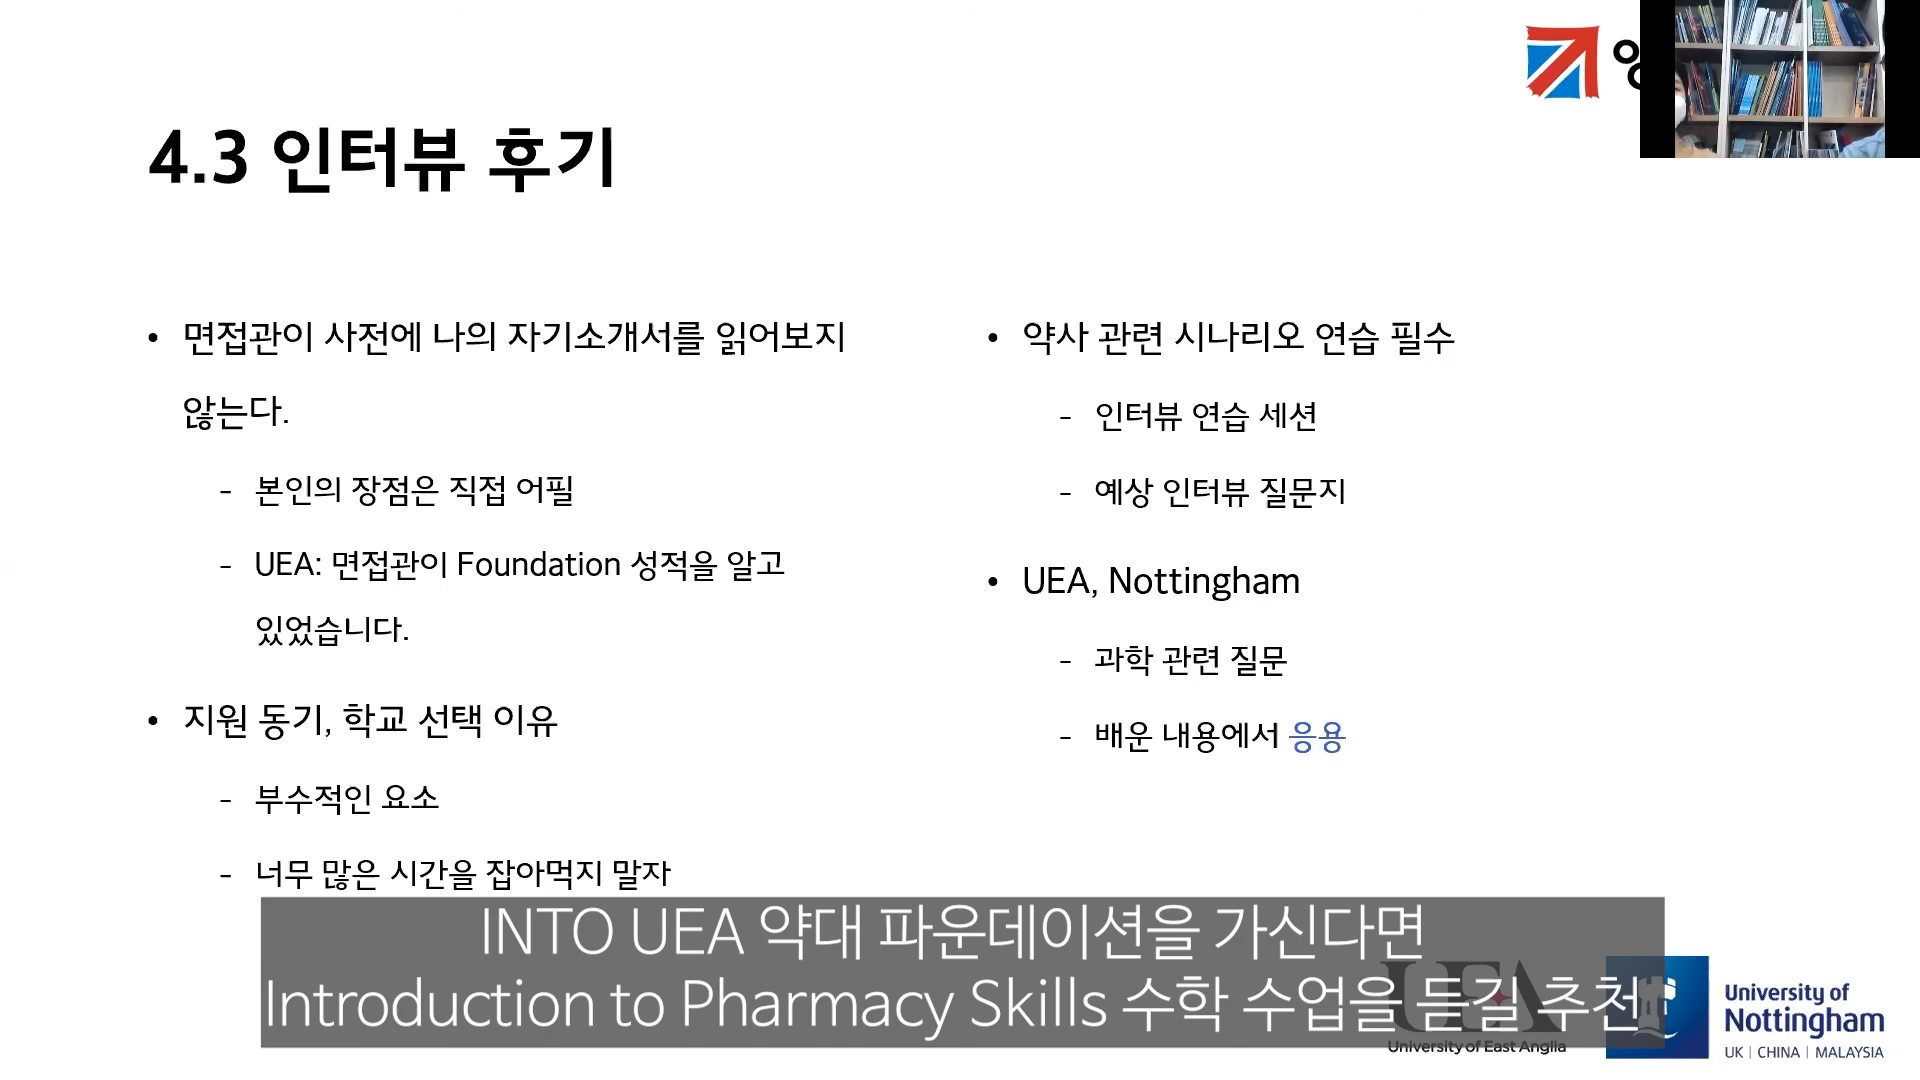 4.3 인터뷰 후기
• 면접관이 사전에 나의 자기소개서를 읽어보지
않는다.
- 본인의 장점은 직접 어필
- UEA: 면접관이 Foundation 성적을 알고
있었습니다.
• 지원 동기, 학교 선택 이유
- 부수적인 요소
- 너무 많은 시간을 잡아먹지 말자
• 약사 관련 시나리오 연습 필수
- 인터뷰 연습 세션
- 예상 인터뷰 질문지
• UEA, Nottingham
- 과학 관련 질문
- 배운 내용에서 응용
INTO UEA 약대 파운데이션을 가신다면
Introduction to Pharmacy Skills 수학 수업을 듣길 추천
UEA
University of East Anglia
University of
Nottingham
UK | CHINA | MALAYSIA